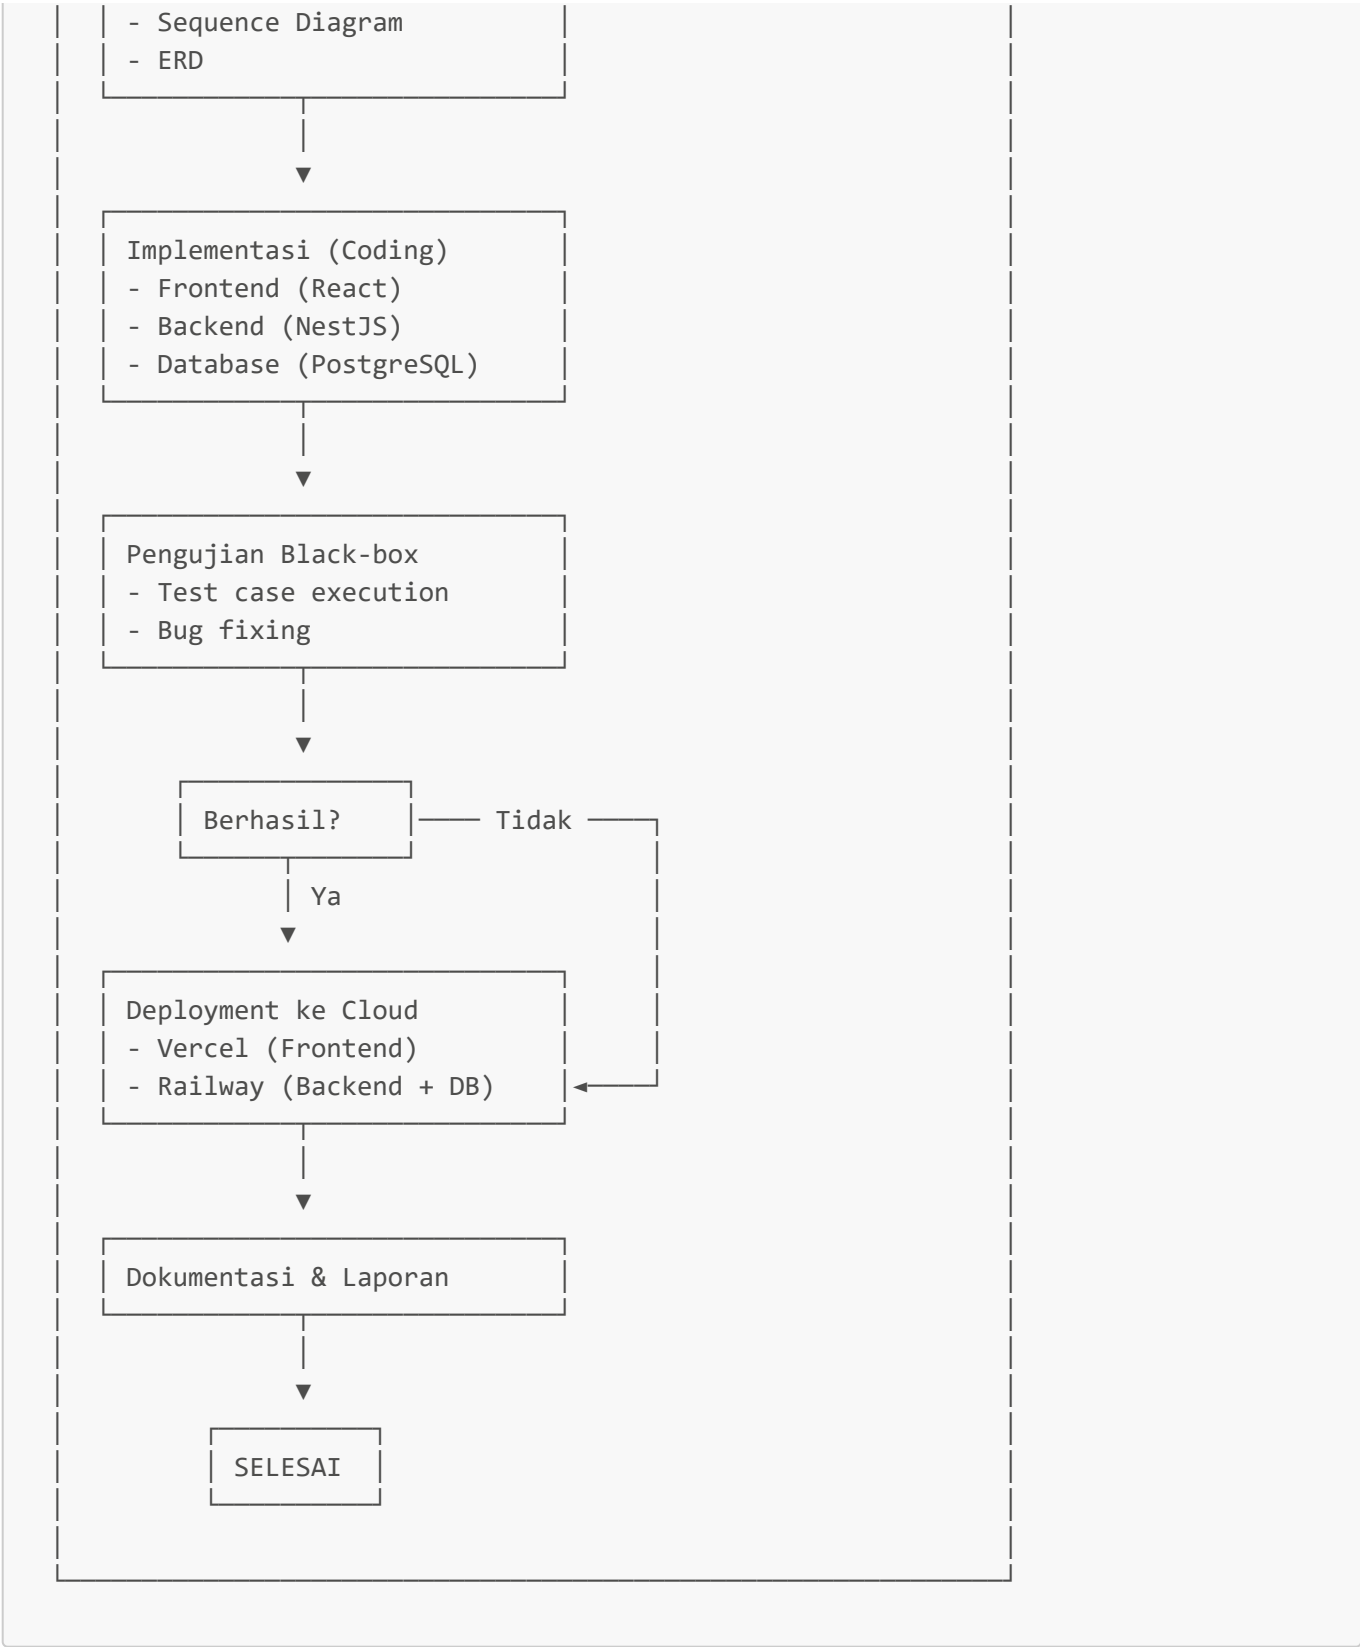 - Sequence Diagram
- ERD
Implementasi (Coding)
- Frontend (React)
- Backend (NestJS)
- Database (PostgreSQL)
Pengujian Black-box
- Test case execution
- Bug fixing
Berhasil? Tidak
Ya
Deployment ke Cloud
- Vercel (Frontend)
- Railway (Backend + DB)
Dokumentasi & Laporan
SELESAI